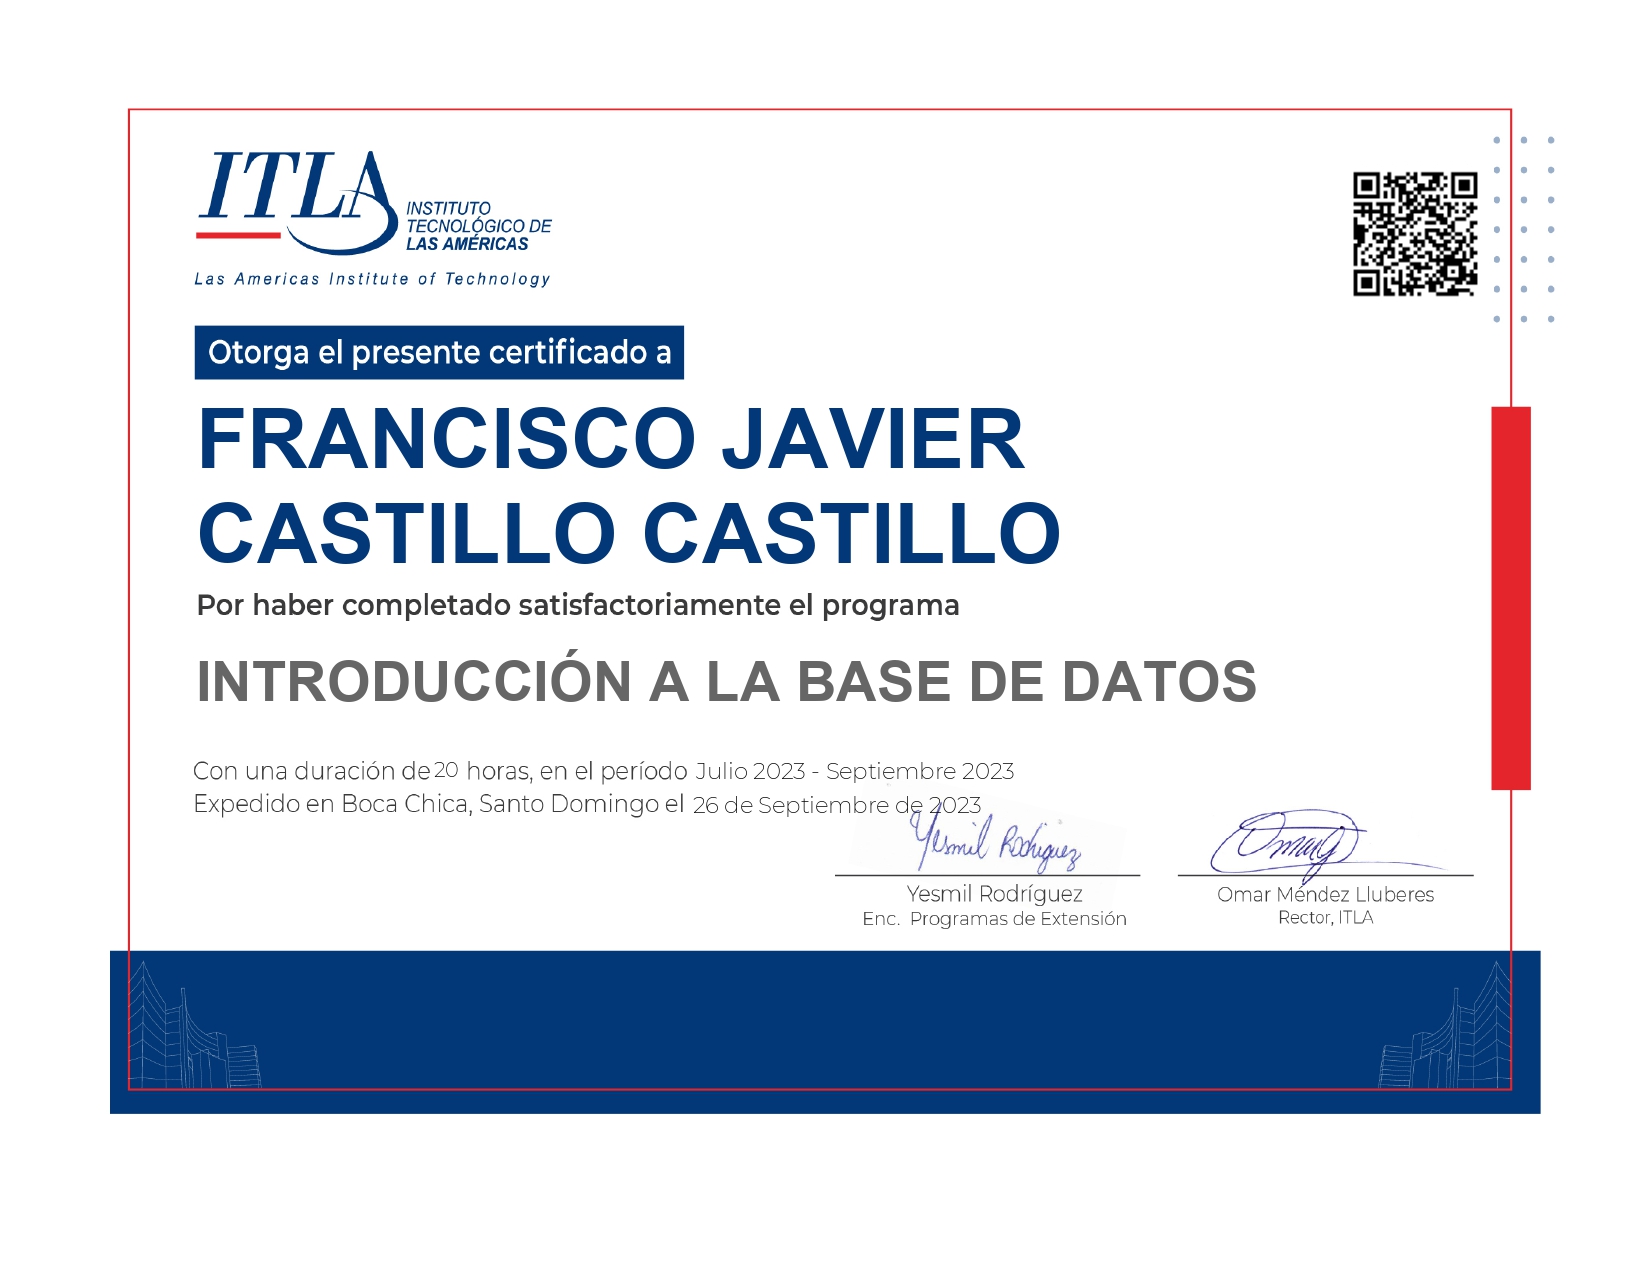 ITLA
INSTITUTO
TECNOLÓGICO DE
LAS AMÉRICAS
Las Americas Institute of Technology
Otorga el presente certificado a
FRANCISCO JAVIER
CASTILLO CASTILLO
Por haber completado satisfactoriamente el programa
INTRODUCCIÓN A LA BASE DE DATOS
Con una duración de 20 horas, en el período Julio 2023 - Septiembre 2023
Expedido en Boca Chica, Santo Domingo el 26 de Septiembre de 2023
Yesmil Rodriguez
Yesmil Rodríguez
Enc. Programas de Extensión
Omar Méndez Lluberes
Rector, ITLA